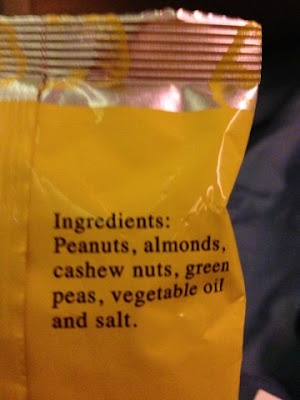 Ingredients:
Peanuts, almonds,
cashew nuts, green
peas, vegetable oil
and salt.